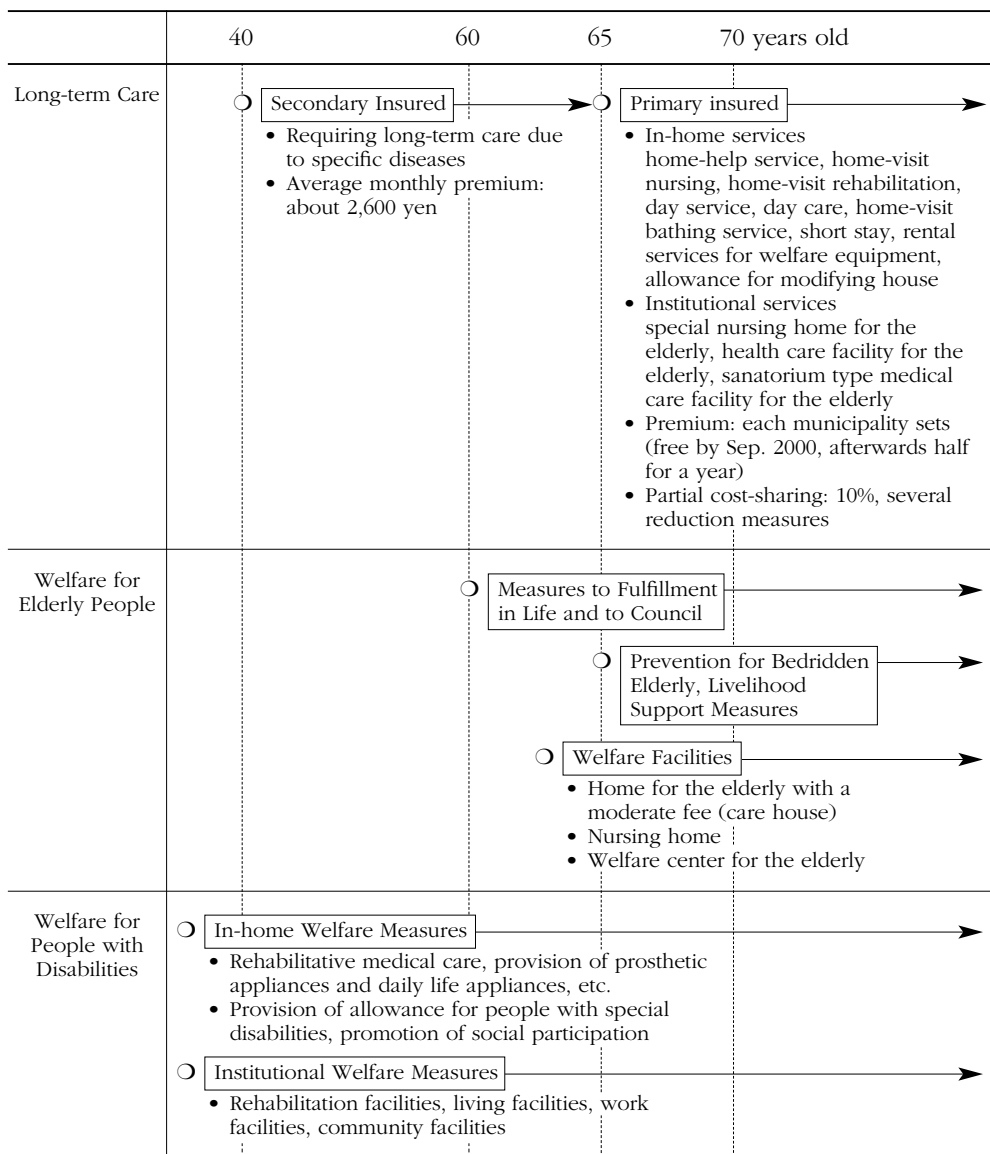 40 60 65 70 years old
Long-term Care
Secondary Insured
• Requiring long-term care due
to specific diseases
• Average monthly premium:
about 2,600 yen
Primary insured
• In-home services
home-help service, home-visit
nursing, home-visit rehabilitation,
day service, day care, home-visit
bathing service, short stay, rental
services for welfare equipment,
allowance for modifying house
• Institutional services
special nursing home for the
elderly, health care facility for the
elderly, sanatorium type medical
care facility for the elderly
• Premium: each municipality sets
(free by Sep. 2000, afterwards half
for a year)
• Partial cost-sharing: 10%, several
reduction measures
Welfare for
Elderly People
Measures to Fulfillment
in Life and to Council
Prevention for Bedridden
Elderly, Livelihood
Support Measures
Welfare Facilities
• Home for the elderly with a
moderate fee (care house)
• Nursing home
• Welfare center for the elderly
Welfare for
People with
Disabilities
In-home Welfare Measures
• Rehabilitative medical care, provision of prosthetic
appliances and daily life appliances, etc.
• Provision of allowance for people with special
disabilities, promotion of social participation
Institutional Welfare Measures
• Rehabilitation facilities, living facilities, work
facilities, community facilities